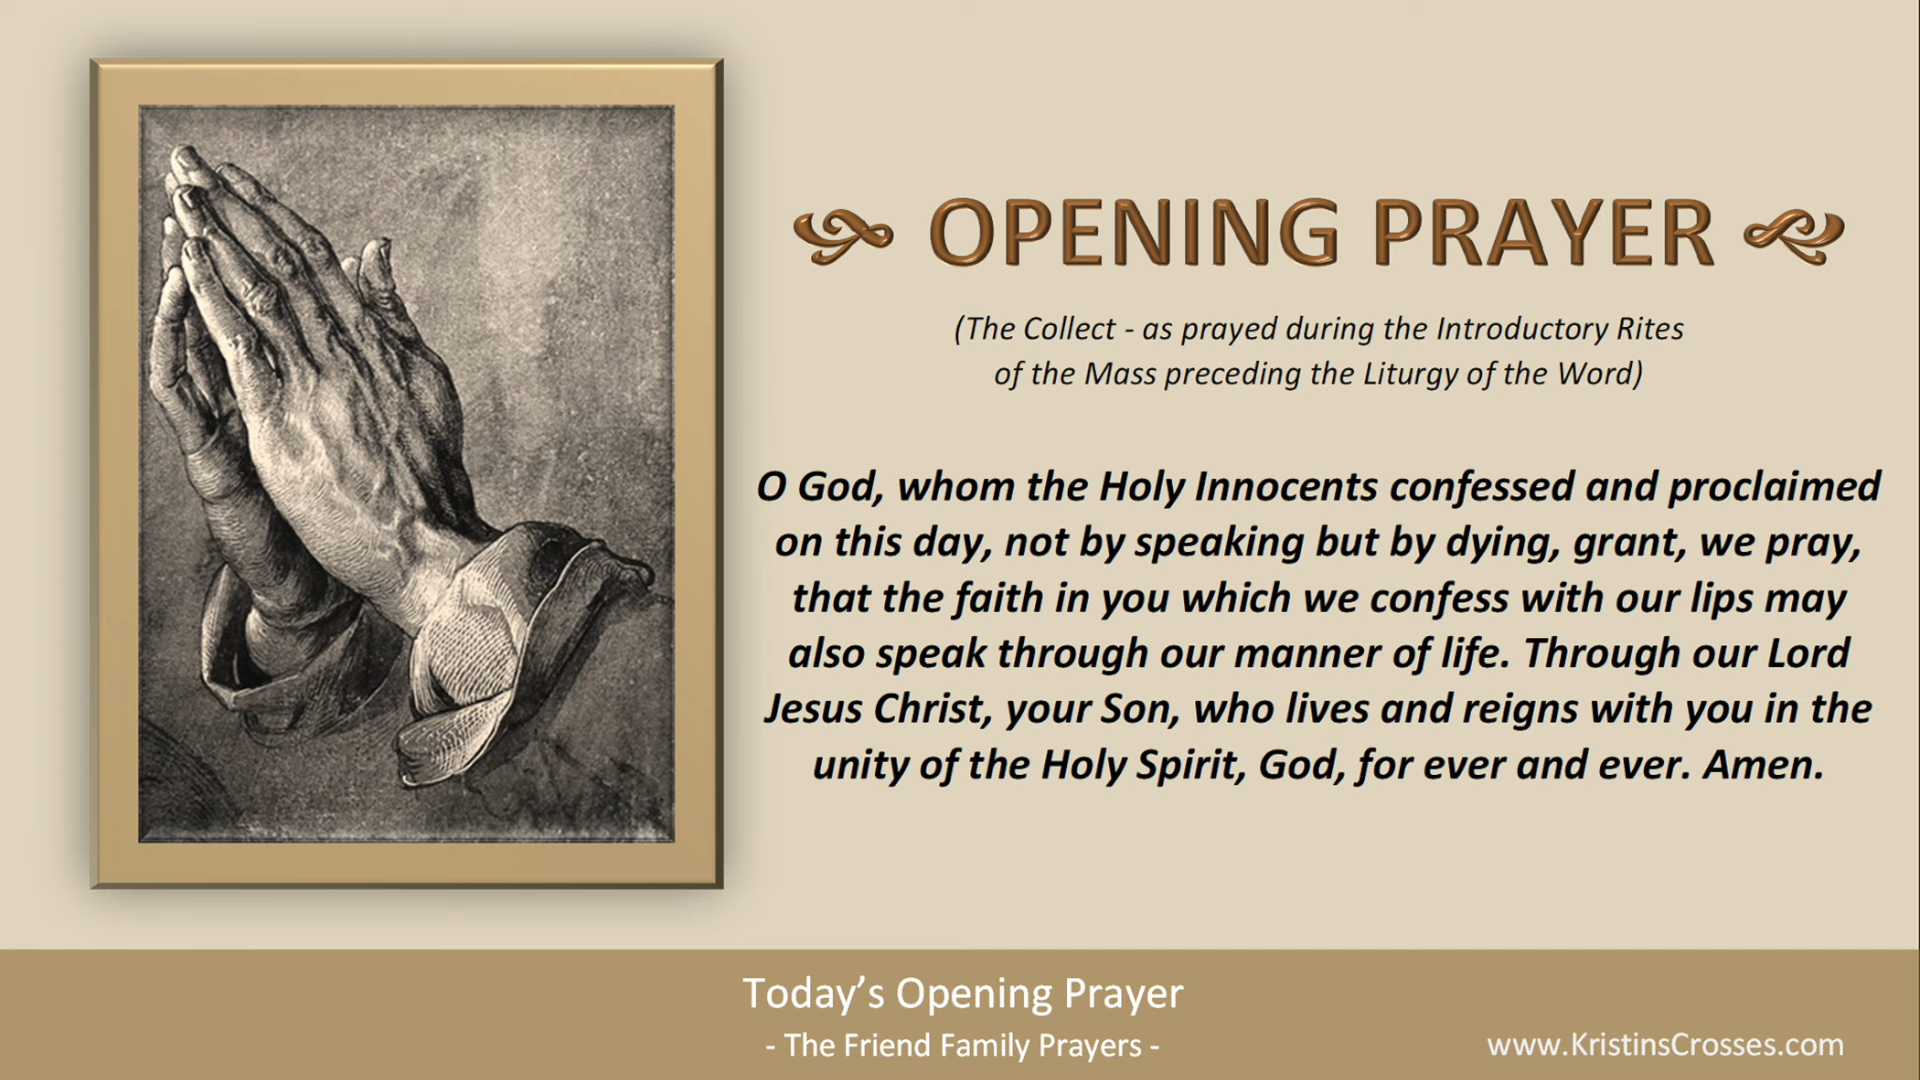 OPENING PRAYER
(The Collect - as prayed during the Introductory Rites
of the Mass preceding the Liturgy of the Word)
O God, whom the Holy Innocents confessed and proclaimed
on this day, not by speaking but by dying, grant, we pray,
that the faith in you which we confess with our lips may
also speak through our manner of life. Through our Lord
Jesus Christ, your Son, who lives and reigns with you in the
unity of the Holy Spirit, God, for ever and ever. Amen.
Today’s Opening Prayer
- The Friend Family Prayers -
www.KristinsCrosses.com